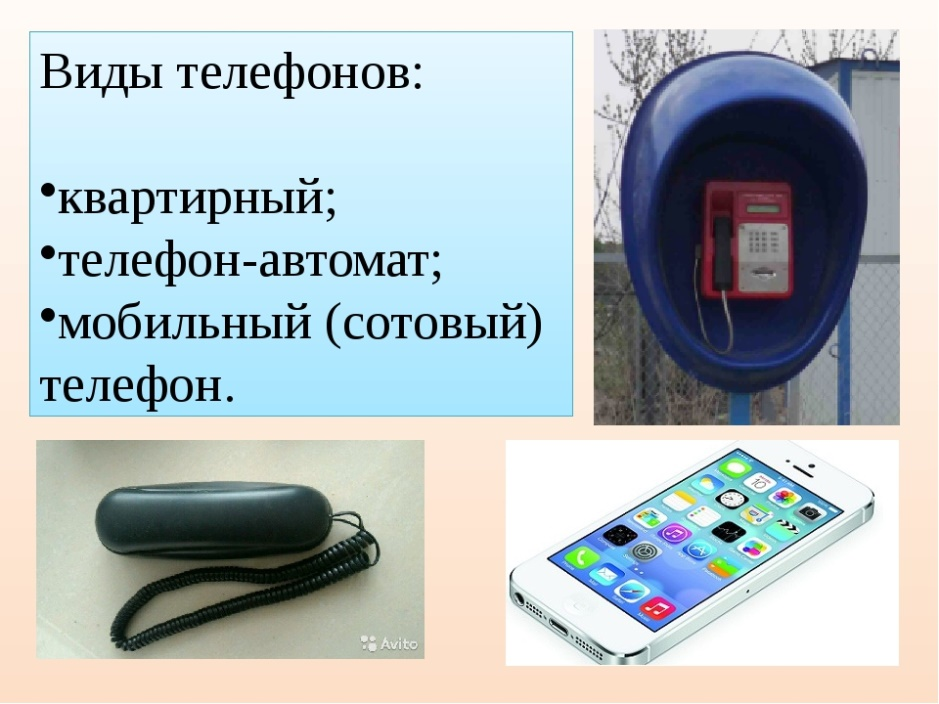 Виды телефонов:
•квартирный;
•телефон-автомат;
•мобильный (сотовый)
телефон.
Avito